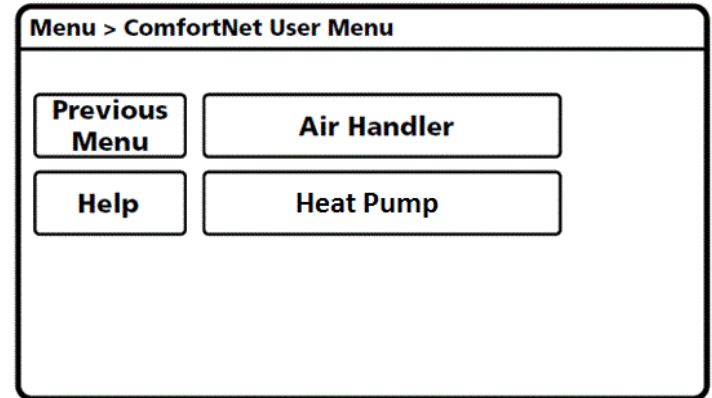 Menu > ComfortNet User Menu
Previous
Menu
Air Handler
Help
Heat Pump